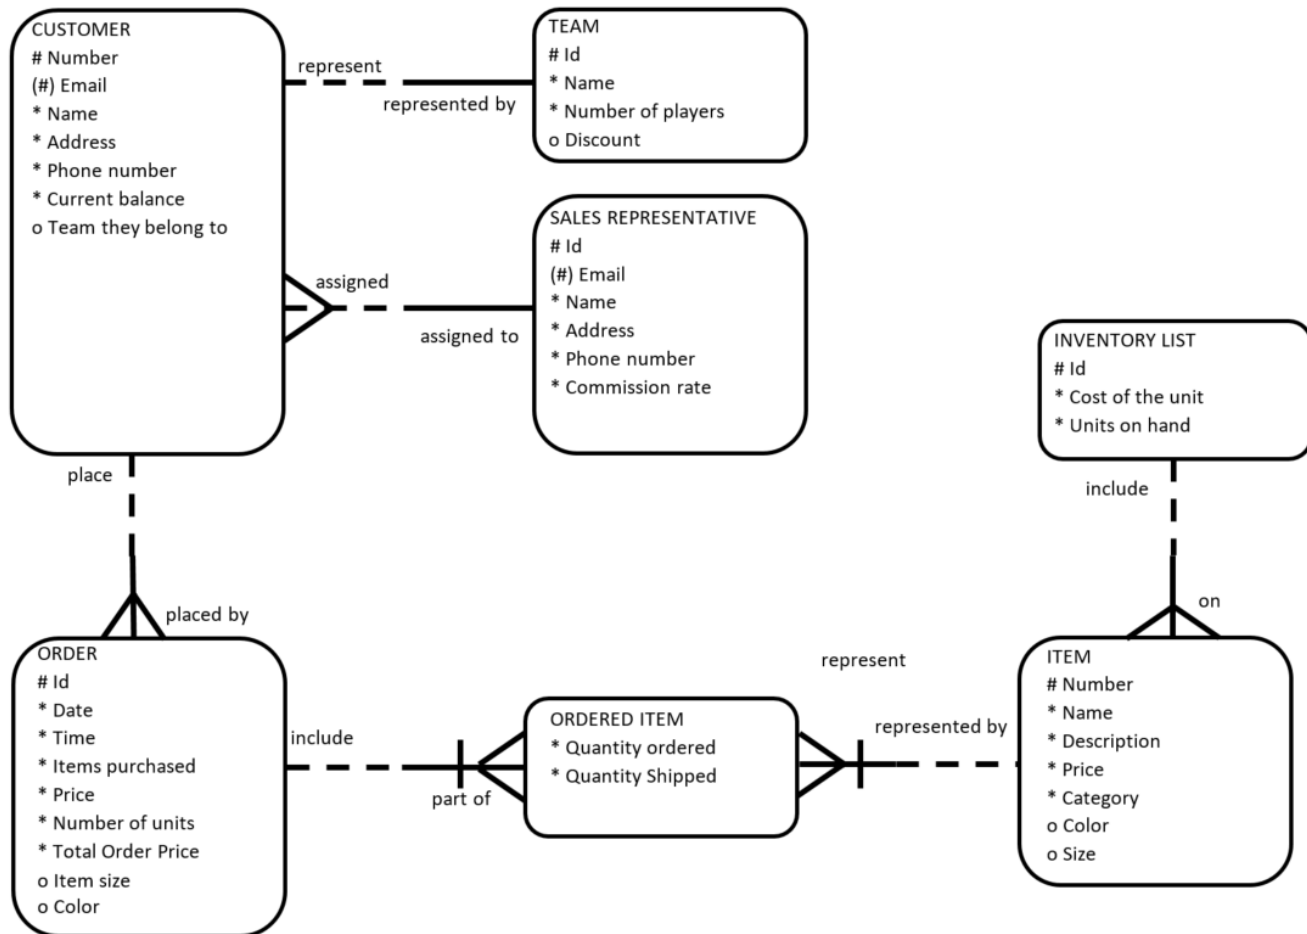 CUSTOMER
# Number
(#) Email
* Name
* Address
* Phone number
* Current balance
o Team they belong to
represent
represented by
TEAM
# Id
* Name
* Number of players
o Discount
assigned
assigned to
SALES REPRESENTATIVE
# Id
(#) Email
* Name
* Address
* Phone number
* Commission rate
INVENTORY LIST
# Id
* Cost of the unit
* Units on hand
place
placed by
include
on
ORDER
# Id
* Date
* Time
* Items purchased
* Price
* Number of units
* Total Order Price
o Item size
o Color
include
part of
ORDERED ITEM
* Quantity ordered
* Quantity Shipped
represent
represented by
ITEM
# Number
* Name
* Description
* Price
* Category
o Color
o Size